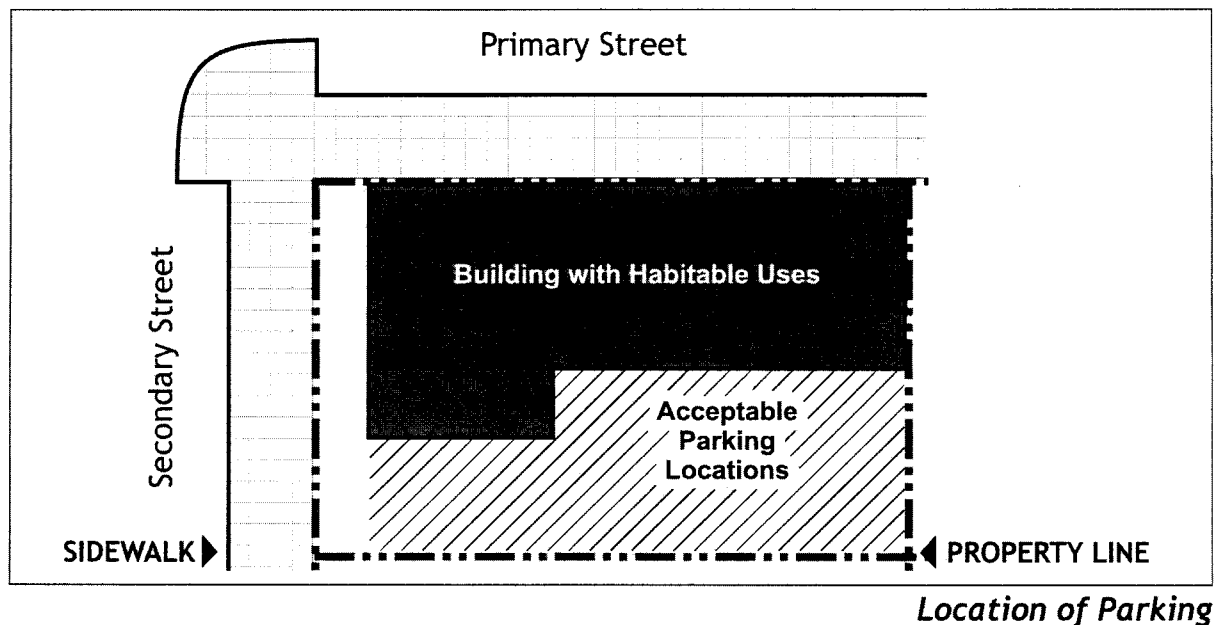 Primary Street
Secondary Street
Building with Habitable Uses
Acceptable
Parking
Locations
SIDEWALK
PROPERTY LINE
Location of Parking